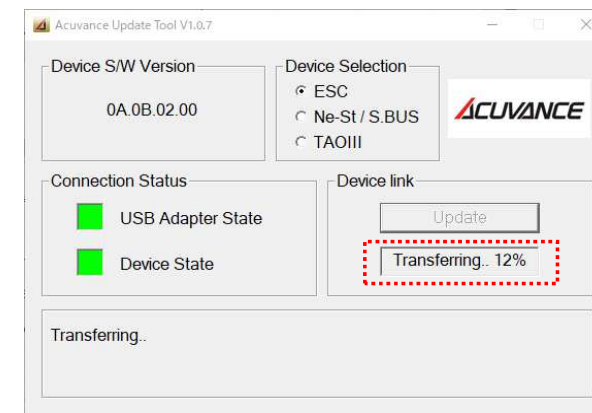 Acuvance Update Tool V1.0.7
Device S/W Version
0A.0B.02.00
Device Selection
ESC
Ne-St / S.BUS
TAOIII
ACUVANCE
Connection Status
USB Adapter State
Device State
Device link
Update
Transferring.. 12%
Transferring..